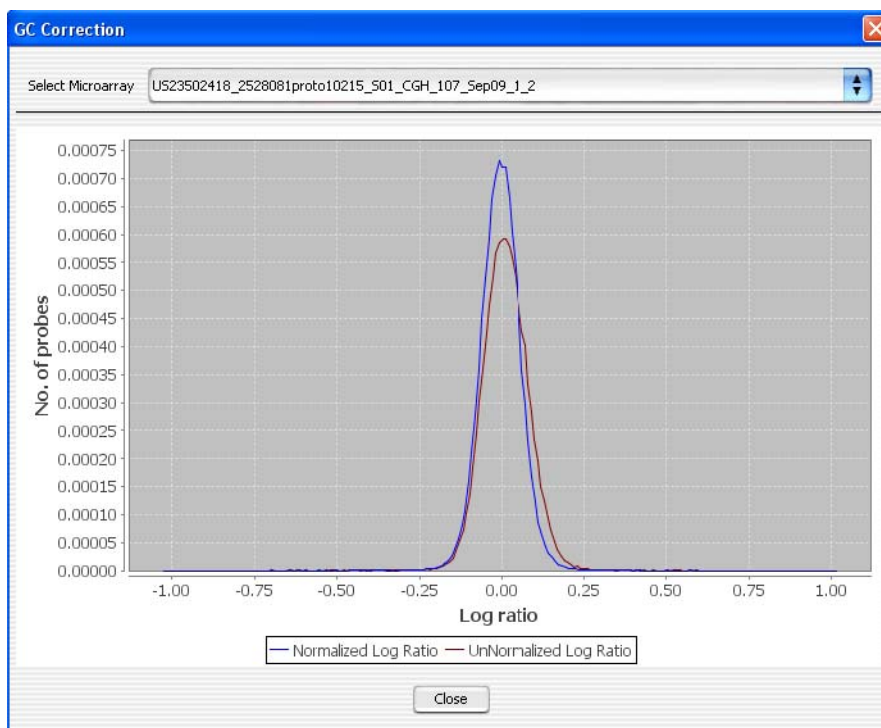 GC Correction
Select Microarray US23502418_2528081proto10215_S01_CGH_107_Sep09_1_2
0.00075
0.00070
0.00065
0.00060
0.00055
0.00050
0.00045
0.00040
0.00035
0.00030
0.00025
0.00020
0.00015
0.00010
0.00005
0.00000
No. of probes
-1.00 -0.75 -0.50 -0.25 0.00 0.25 0.50 0.75 1.00
Log ratio
Normalized Log Ratio UnNormalized Log Ratio
Close